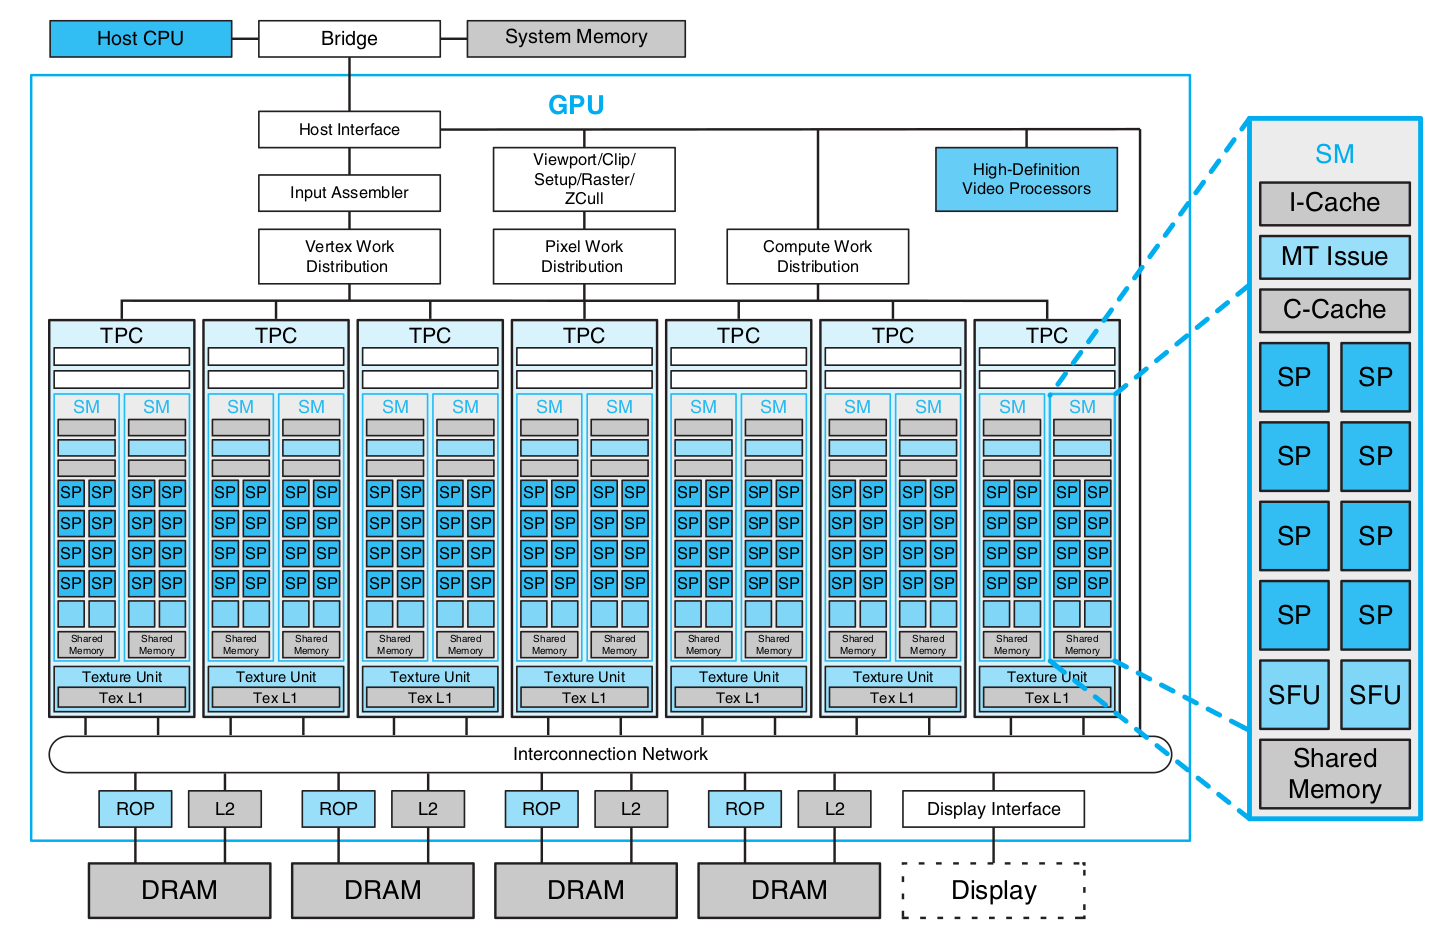 Host CPU
Bridge
System Memory
GPU
Host Interface
Viewport/Clip/
Setup/Raster/
ZCull
High-Definition
Video Processors
Input Assembler
Vertex Work
Distribution
Pixel Work
Distribution
Compute Work
Distribution
TPC TPC TPC TPC TPC TPC TPC
SM SM SM SM SM SM SM SM SM SM SM SM SM SM
SP SP SP SP SP SP SP SP SP SP SP SP SP SP SP SP SP SP SP SP SP SP SP SP SP SP SP SP
SP SP SP SP SP SP SP SP SP SP SP SP SP SP SP SP SP SP SP SP SP SP SP SP SP SP SP SP
SP SP SP SP SP SP SP SP SP SP SP SP SP SP SP SP SP SP SP SP SP SP SP SP SP SP SP SP
SP SP SP SP SP SP SP SP SP SP SP SP SP SP SP SP SP SP SP SP SP SP SP SP SP SP SP SP
Shared Shared Shared Shared Shared Shared Shared Shared Shared Shared Shared Shared Shared Shared
Memory Memory Memory Memory Memory Memory Memory Memory Memory Memory Memory Memory Memory Memory
Texture Unit Texture Unit Texture Unit Texture Unit Texture Unit Texture Unit Texture Unit
Tex L1 Tex L1 Tex L1 Tex L1 Tex L1 Tex L1 Tex L1
Interconnection Network
ROP L2 ROP L2 ROP L2 ROP L2 Display Interface
DRAM DRAM DRAM DRAM Display
SM
I-Cache
MT Issue
C-Cache
SP SP
SP SP
SP SP
SP SP
SFU SFU
Shared
Memory